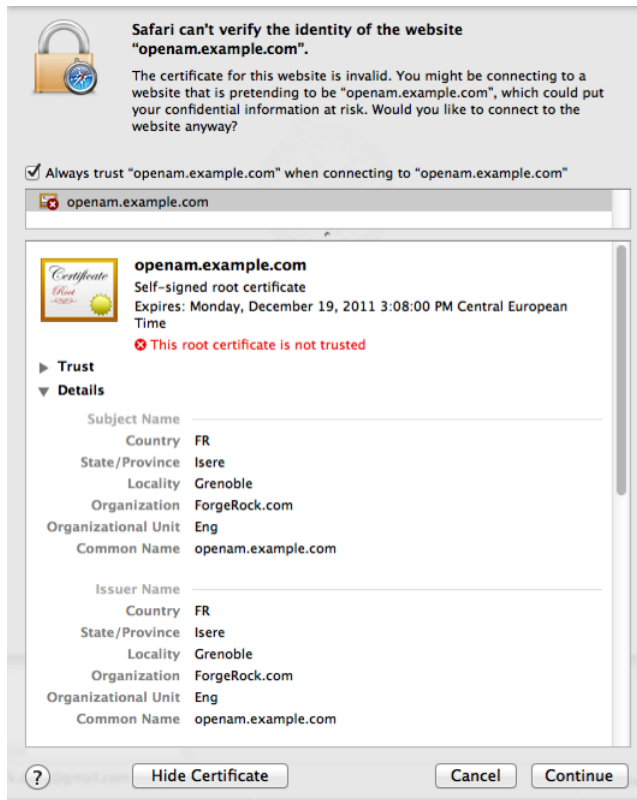 Safari can't verify the identity of the website
“openam.example.com”.
The certificate for this website is invalid. You might be connecting to a
website that is pretending to be “openam.example.com”, which could put
your confidential information at risk. Would you like to connect to the
website anyway?
Always trust “openam.example.com” when connecting to “openam.example.com”
openam.example.com
Certificate
Root
openam.example.com
Self-signed root certificate
Expires: Monday, December 19, 2011 3:08:00 PM Central European
Time
This root certificate is not trusted
Trust
Details
Subject Name
Country FR
State/Province Isere
Locality Grenoble
Organization ForgeRock.com
Organizational Unit Eng
Common Name openam.example.com
Issuer Name
Country FR
State/Province Isere
Locality Grenoble
Organization ForgeRock.com
Organizational Unit Eng
Common Name openam.example.com
? Hide Certificate Cancel Continue